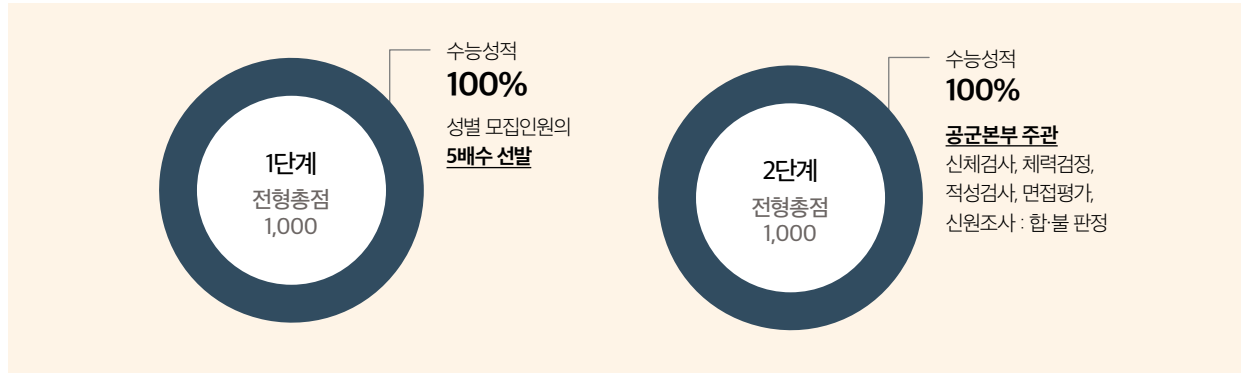 1단계
전형총점
1,000
수능성적
100%
성별 모집인원의
5배수 선발
2단계
전형총점
1,000
수능성적
100%
공군본부 주관
신체검사, 체력검정,
적성검사, 면접평가,
신원조사 : 합·불 판정